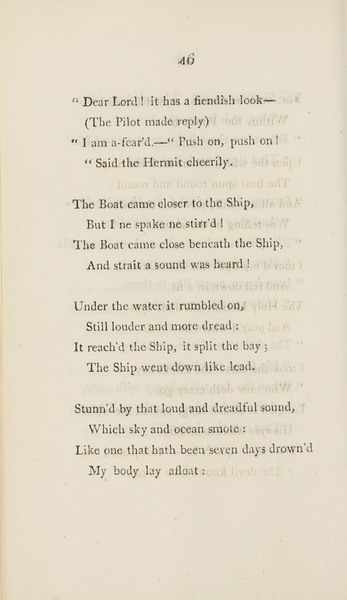 46
“ Dear Lord! it has a fiendish look—
(The Pilot made reply)
“ I am a-fear'd.—“ Push on, push on!
“ Said the Hermit cheerily.
The Boat came closer to the Ship,
But I ne spake ne stirr'd!
The Boat came close beneath the Ship,
And strait a sound was heard!
Under the water it rumbled on,
Still louder and more dread:
It reach'd the Ship, it split the bay;
The Ship went down like lead.
Stunn'd by that loud and dreadful sound,
Which sky and ocean smote:
Like one that hath been seven days drown'd
My body lay afloat: